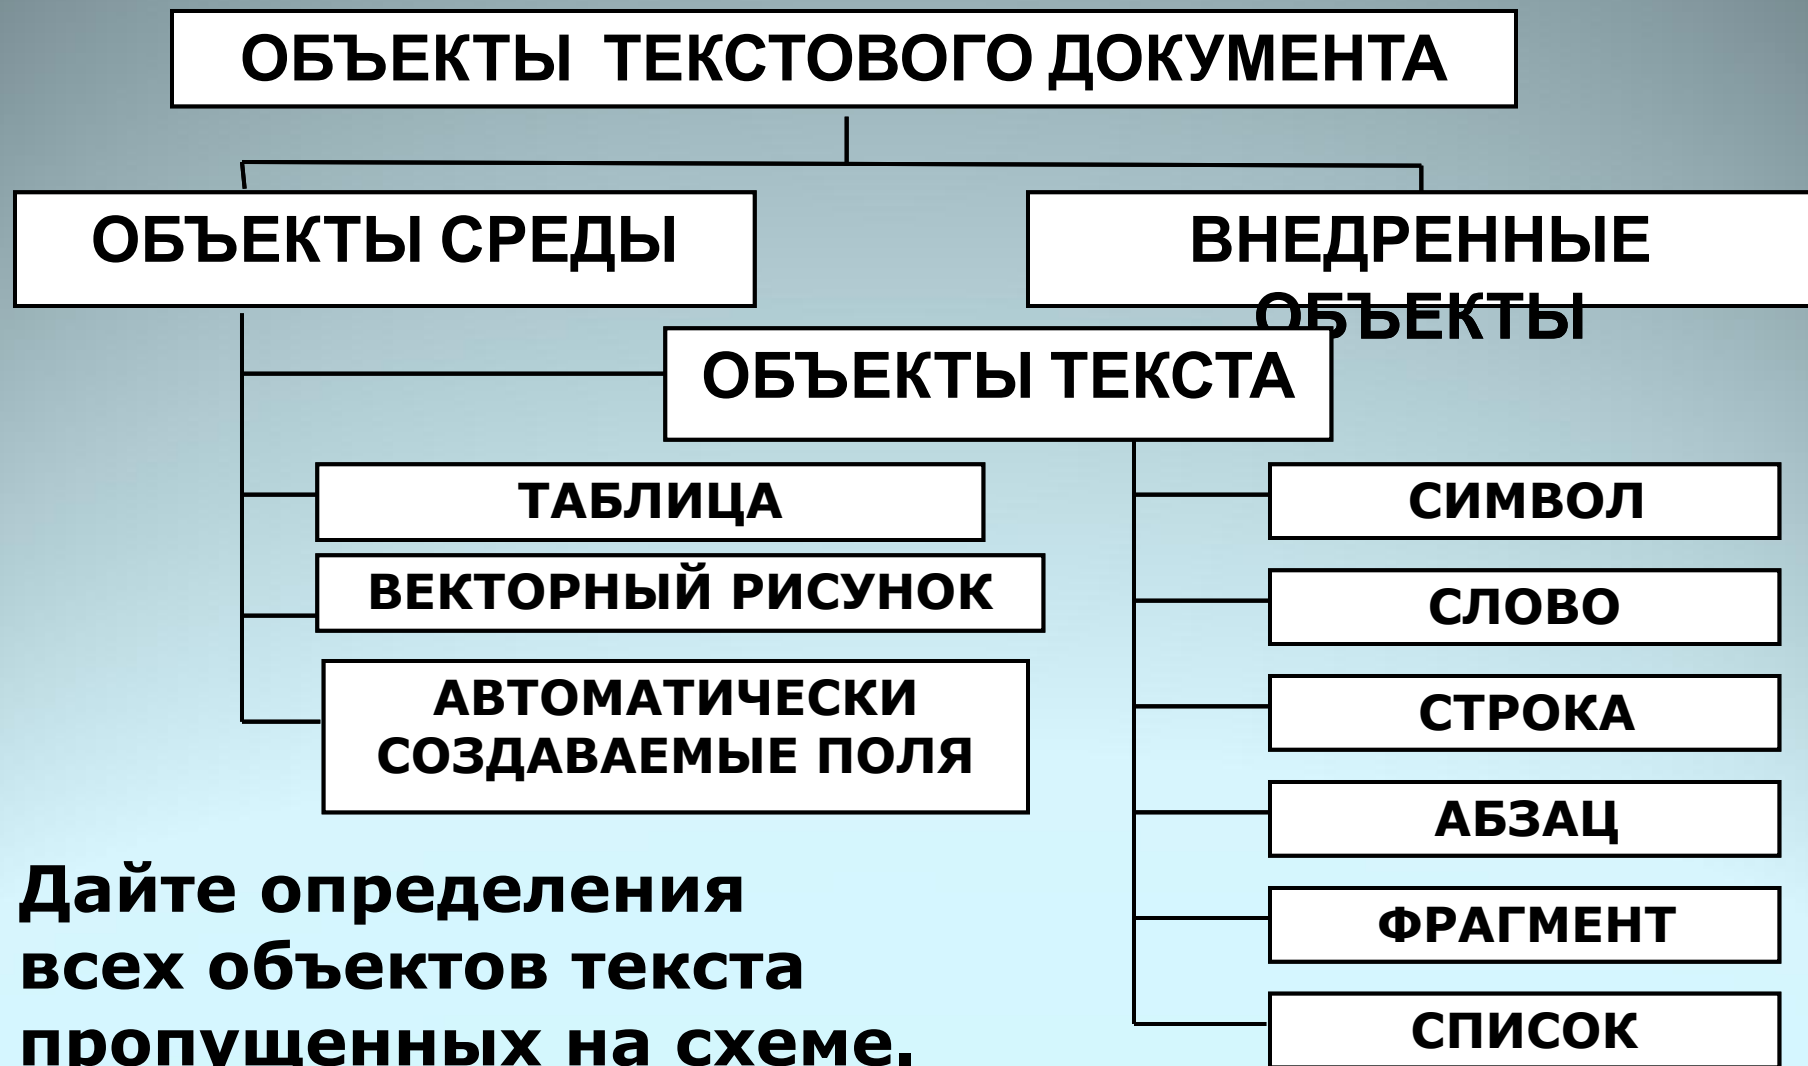 ОБЪЕКТЫ ТЕКСТОВОГО ДОКУМЕНТА
ОБЪЕКТЫ СРЕДЫ
ВНЕДРЕННЫЕ
ОБЪЕКТЫ
ОБЪЕКТЫ ТЕКСТА
ТАБЛИЦА
ВЕКТОРНЫЙ РИСУНОК
АВТОМАТИЧЕСКИ
СОЗДАВАЕМЫЕ ПОЛЯ
СИМВОЛ
СЛОВО
СТРОКА
АБЗАЦ
ФРАГМЕНТ
СПИСОК
Дайте определения
всех объектов текста
пропущенных на схеме.